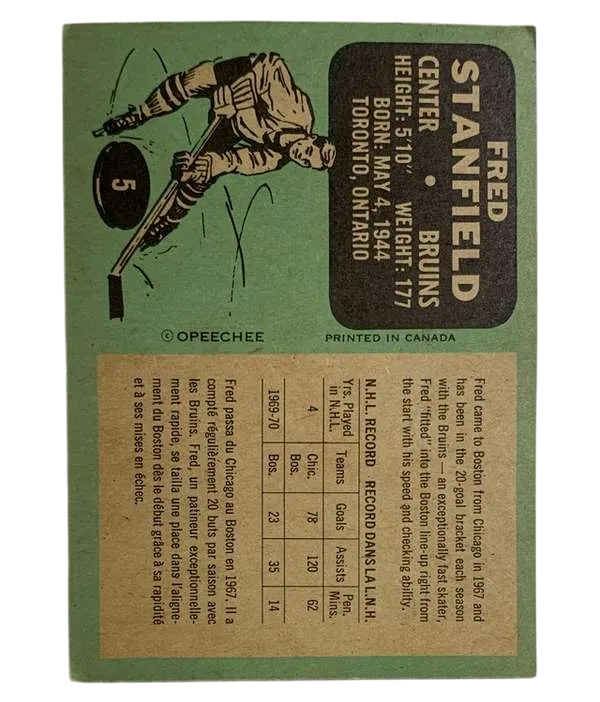 FRED
STANFIELD
CENTER • BRUINS
HEIGHT: 5'10" WEIGHT: 177
BORN: MAY 4, 1944
TORONTO, ONTARIO
5
© OPEECHEE
PRINTED IN CANADA
Fred came to Boston from Chicago in 1967 and
has been in the 20-goal bracket each season
with the Bruins — an exceptionally fast skater,
Fred "fitted" into the Boston line-up right from
the start with his speed and checking ability.
N.H.L. RECORD RECORD DANS LA L.N.H.
Yrs. Played in N.H.L. Teams Goals Assists Pen. Mins.
4 Chic. Bos. 78 120 62
1969-70 Bos. 23 35 14
Fred passa du Chicago au Boston en 1967. Il a
compté régulièrement 20 buts par saison avec
les Bruins. Fred, un patineur exceptionnelle-
ment rapide, se tailla une place dans l'aligne-
ment du Boston dès le début grâce à sa rapidité
et à ses mises en échec.